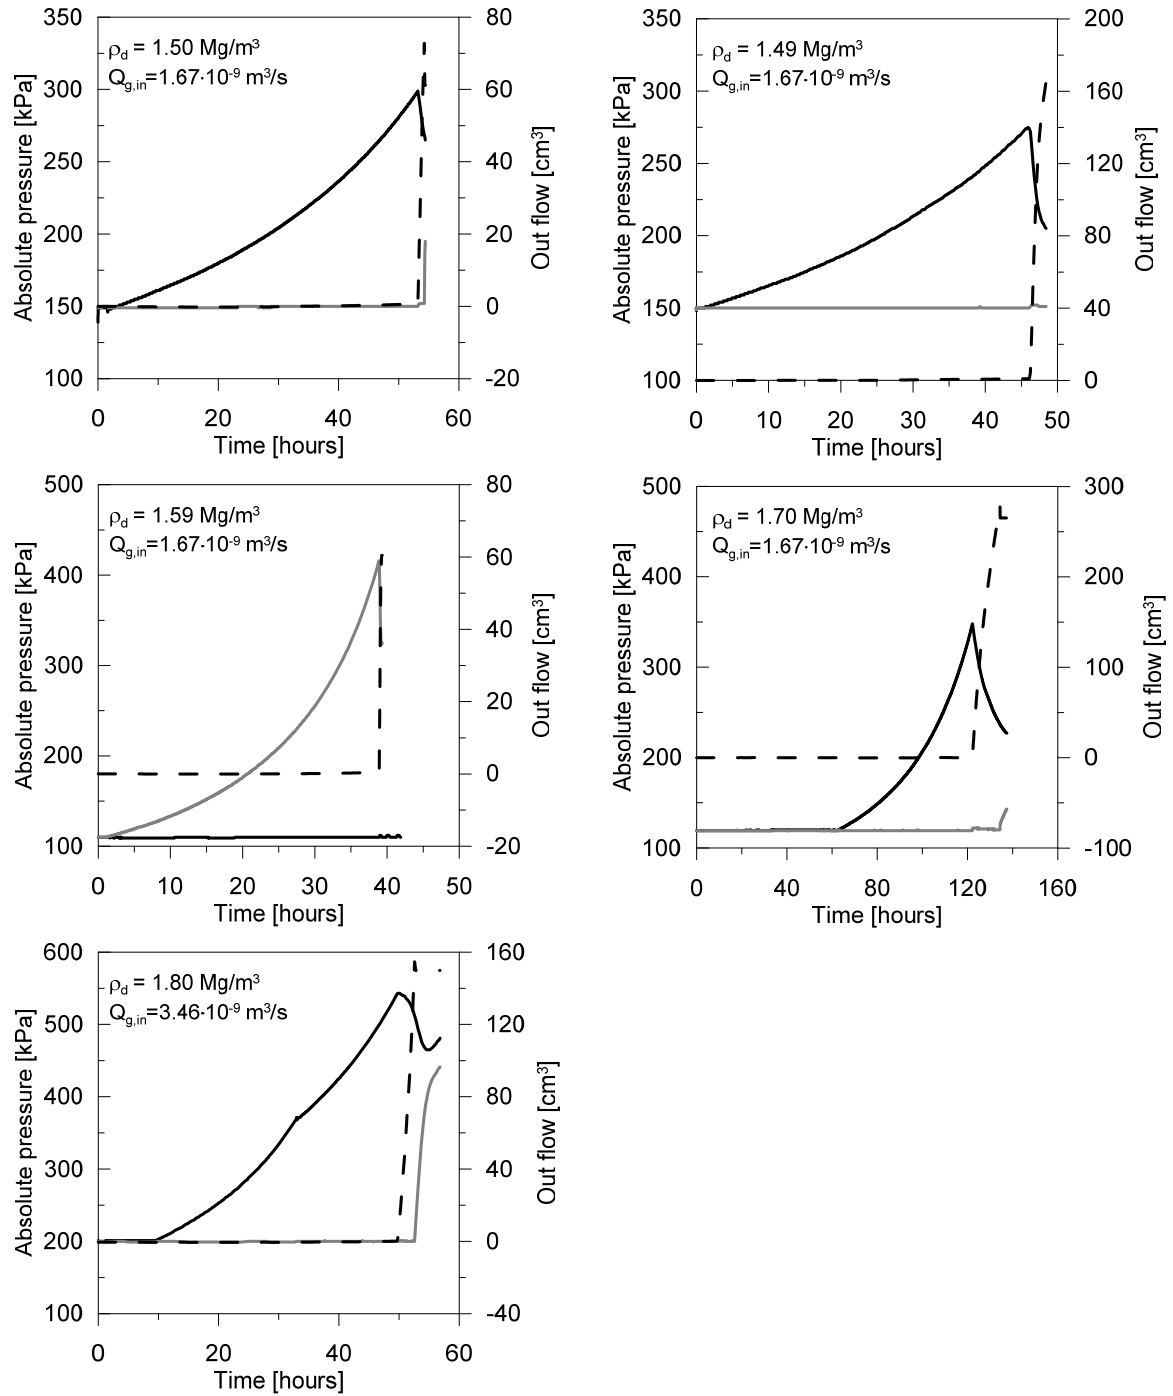 350
300
250
200
150
100
Absolute pressure [kPa]
ρd = 1.50 Mg/m³
Qg,in=1.67·10⁻⁹ m³/s
80
60
40
20
0
-20
Out flow [cm³]
0 20 40 60
Time [hours]
350
300
250
200
150
100
Absolute pressure [kPa]
ρd = 1.49 Mg/m³
Qg,in=1.67·10⁻⁹ m³/s
200
160
120
80
40
0
Out flow [cm³]
0 10 20 30 40 50
Time [hours]
500
400
300
200
100
Absolute pressure [kPa]
ρd = 1.59 Mg/m³
Qg,in=1.67·10⁻⁹ m³/s
80
60
40
20
0
-20
Out flow [cm³]
0 10 20 30 40 50
Time [hours]
500
400
300
200
100
Absolute pressure [kPa]
ρd = 1.70 Mg/m³
Qg,in=1.67·10⁻⁹ m³/s
300
200
100
0
-100
Out flow [cm³]
0 40 80 120 160
Time [hours]
600
500
400
300
200
100
Absolute pressure [kPa]
ρd = 1.80 Mg/m³
Qg,in=3.46·10⁻⁹ m³/s
160
120
80
40
0
-40
Out flow [cm³]
0 20 40 60
Time [hours]